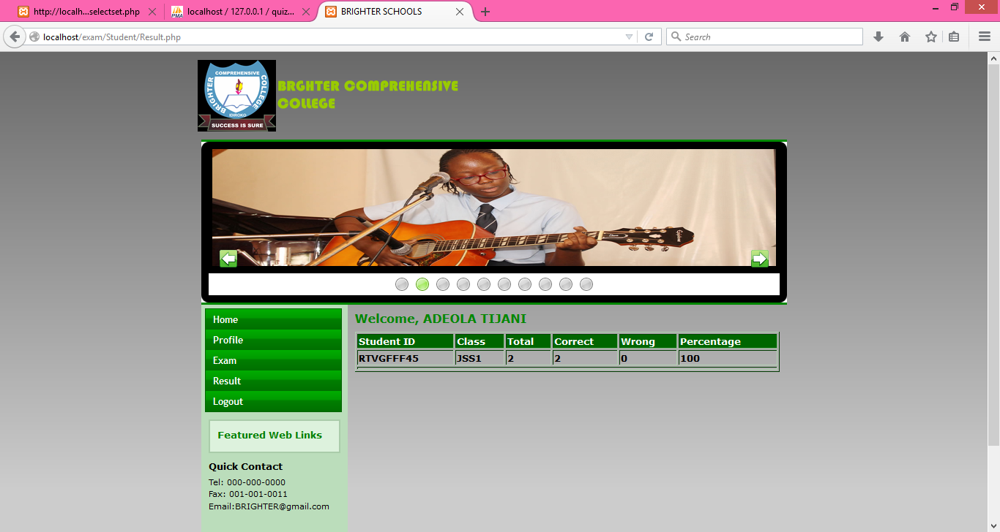 http://localh...selectset.php
localhost / 127.0.0.1 / quiz...
BRIGHTER SCHOOLS
localhost/exam/Student/Result.php
Search
COMPREHENSIVE
BRIGHTER
COLLEGE
IDIROKO
SUCCESS IS SURE
BRGHTER COMPREHENSIVE
COLLEGE
Home
Profile
Exam
Result
Logout
Featured Web Links
Quick Contact
Tel: 000-000-0000
Fax: 001-001-0011
Email:BRIGHTER@gmail.com
Welcome, ADEOLA TIJANI
Student ID Class Total Correct Wrong Percentage
RTVGFFF45 JSS1 2 2 0 100